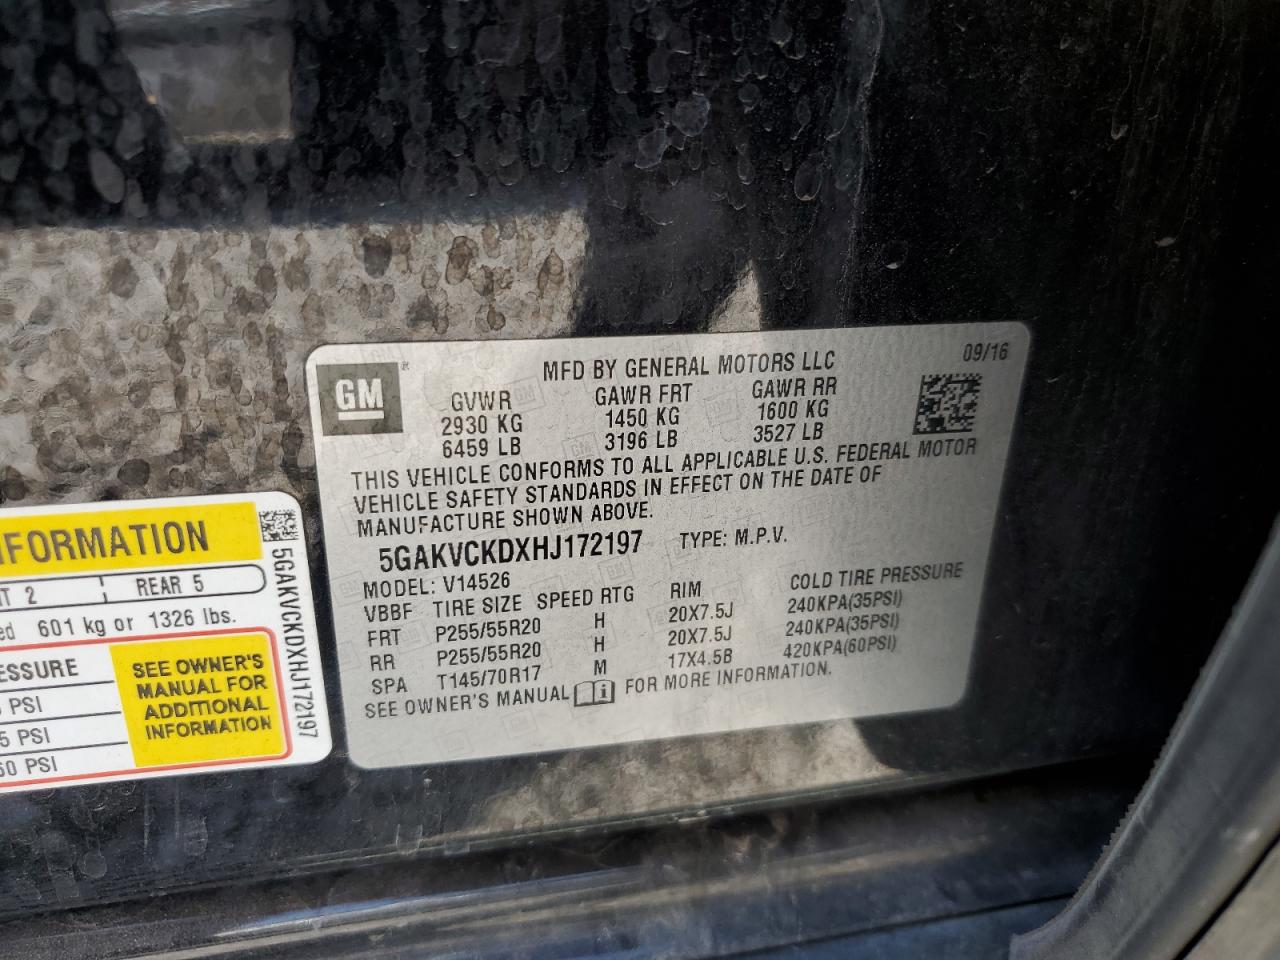 NFORMATION
REAR 5
601 kg or 1326 lbs.
ESSURE
PSI
5 PSI
60 PSI
SEE OWNER'S
MANUAL FOR
ADDITIONAL
INFORMATION
5GAKVCKDXHJ172197
GM
MFD BY GENERAL MOTORS LLC
09/16
GVWR GAWR FRT GAWR RR
2930 KG 1450 KG 1600 KG
6459 LB 3196 LB 3527 LB
THIS VEHICLE CONFORMS TO ALL APPLICABLE U.S. FEDERAL MOTOR
VEHICLE SAFETY STANDARDS IN EFFECT ON THE DATE OF
MANUFACTURE SHOWN ABOVE.
5GAKVCKDXHJ172197 TYPE: M.P.V.
MODEL: V14526
VBBF TIRE SIZE SPEED RTG RIM COLD TIRE PRESSURE
FRT P255/55R20 H 20X7.5J 240KPA(35PSI)
RR P255/55R20 H 20X7.5J 240KPA(35PSI)
SPA T145/70R17 M 17X4.5B 420KPA(60PSI)
SEE OWNER'S MANUAL FOR MORE INFORMATION.